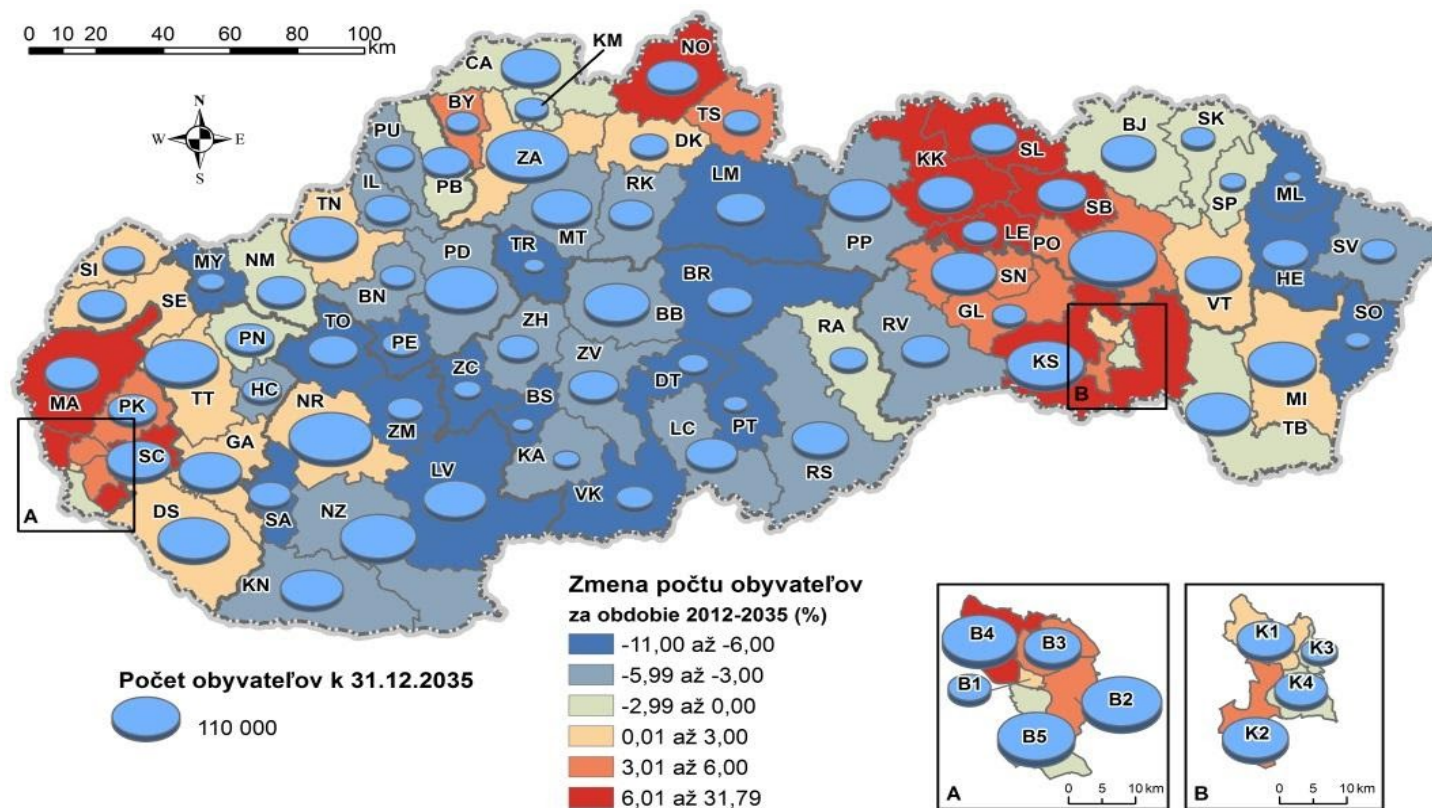 0 10 20 40 60 80 100
km
N
W E
S
KM
NO
CA
BY
TS
PU
DK
ZA
PB
IL
BJ
SK
SL
KK
SP
ML
SB
LM
RK
TN
MT
LE
PO
SV
PP
HE
SI
MY
NM
TR
PD
BR
SN
VT
SE
BN
BB
GL
SO
ZH
TO
PE
RA
RV
PN
ZV
KS
ZC
DT
B
MA
TT
HC
BS
MI
PK
NR
ZM
LC
PT
TB
SC
GA
KA
RS
LV
A
DS
SA
NZ
VK
KN
Zmena počtu obyvateľov
za obdobie 2012-2035 (%)
-11,00 až -6,00
-5,99 až -3,00
-2,99 až 0,00
0,01 až 3,00
3,01 až 6,00
6,01 až 31,79
Počet obyvateľov k 31.12.2035
110 000
B4
B3
B1
B2
B5
A
0 5 10 km
K1
K3
K4
K2
B
0 5 10 km